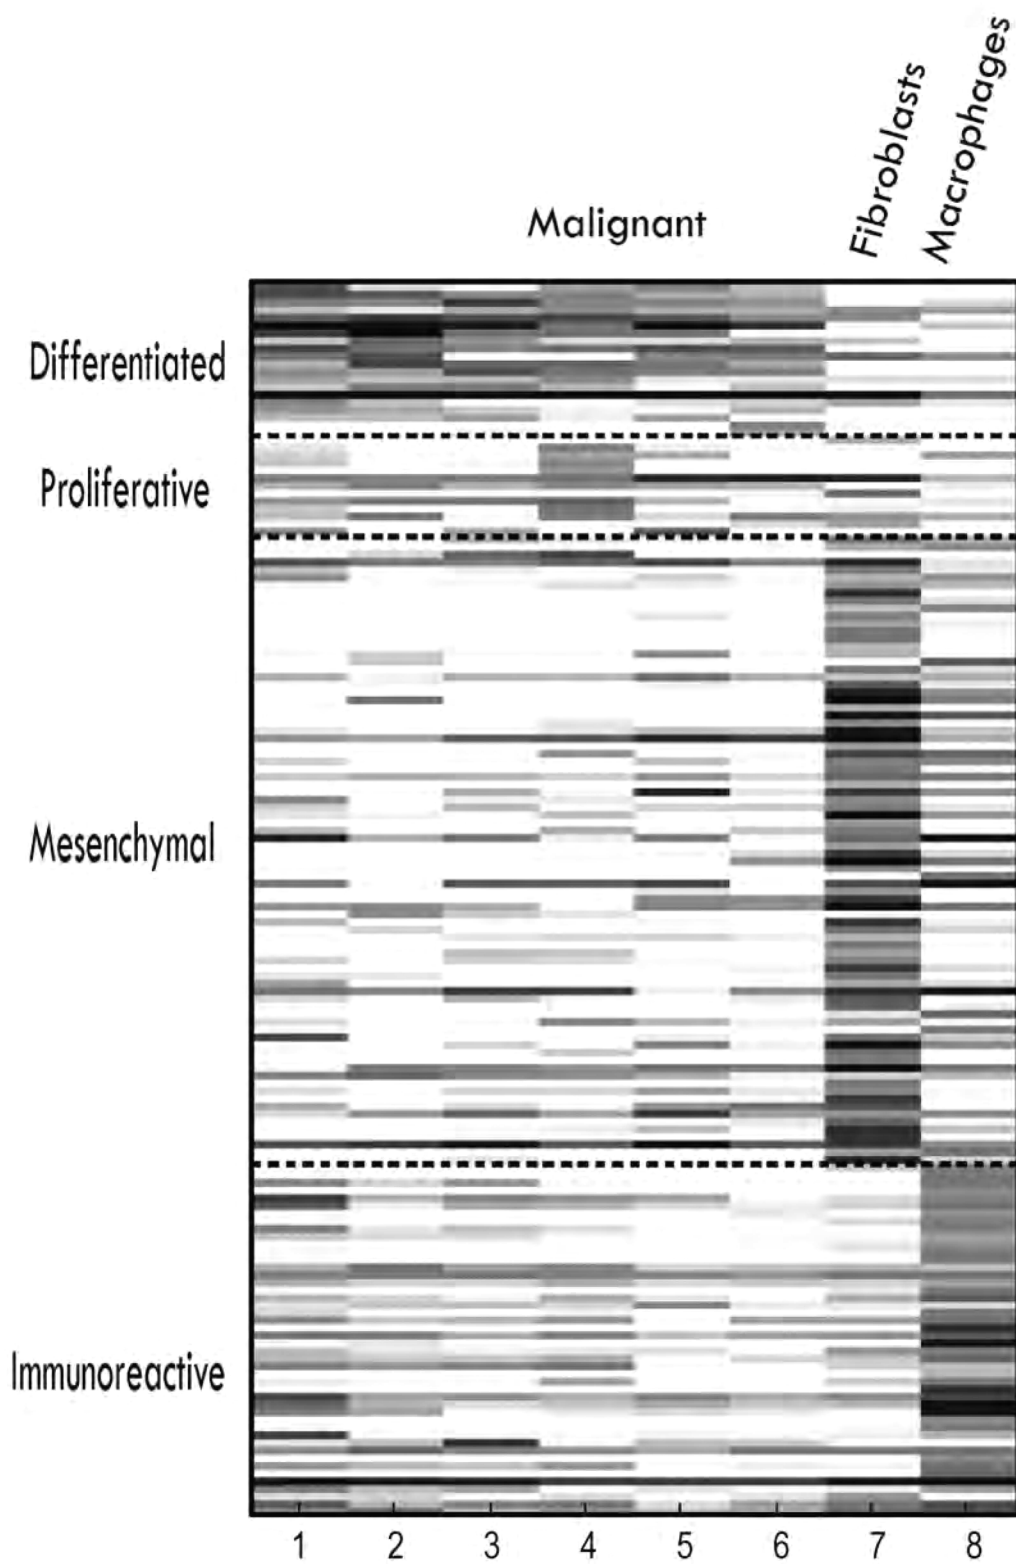 Malignant
Fibroblasts
Macrophages
Differentiated
Proliferative
Mesenchymal
Immunoreactive
1 2 3 4 5 6 7 8